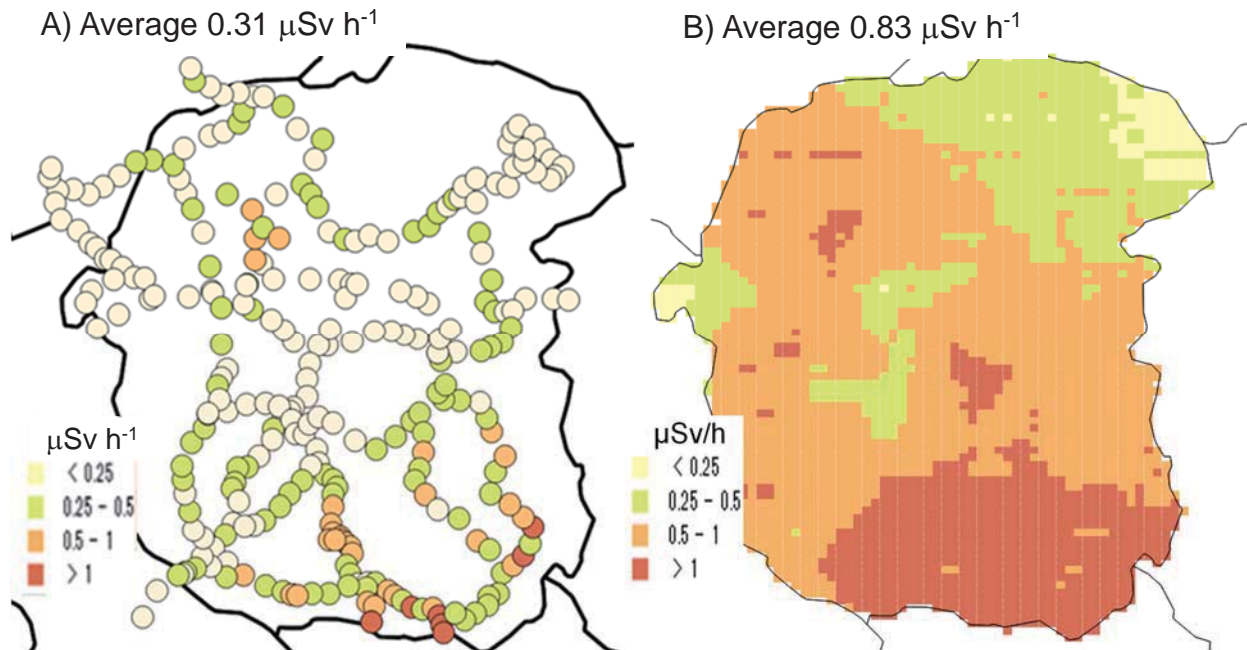 A) Average 0.31 μSv h-1
μSv h-1
< 0.25
0.25 – 0.5
0.5 – 1
> 1
B) Average 0.83 μSv h-1
μSv/h
< 0.25
0.25 – 0.5
0.5 – 1
> 1